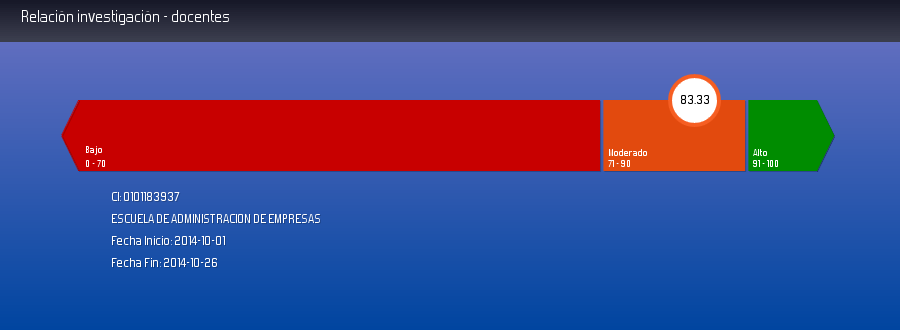 Relación investigación - docentes
83.33
Bajo
0 - 70
Moderado
71 - 90
Alto
91 - 100
CI: 0101183937
ESCUELA DE ADMINISTRACION DE EMPRESAS
Fecha Inicio: 2014-10-01
Fecha Fin: 2014-10-26